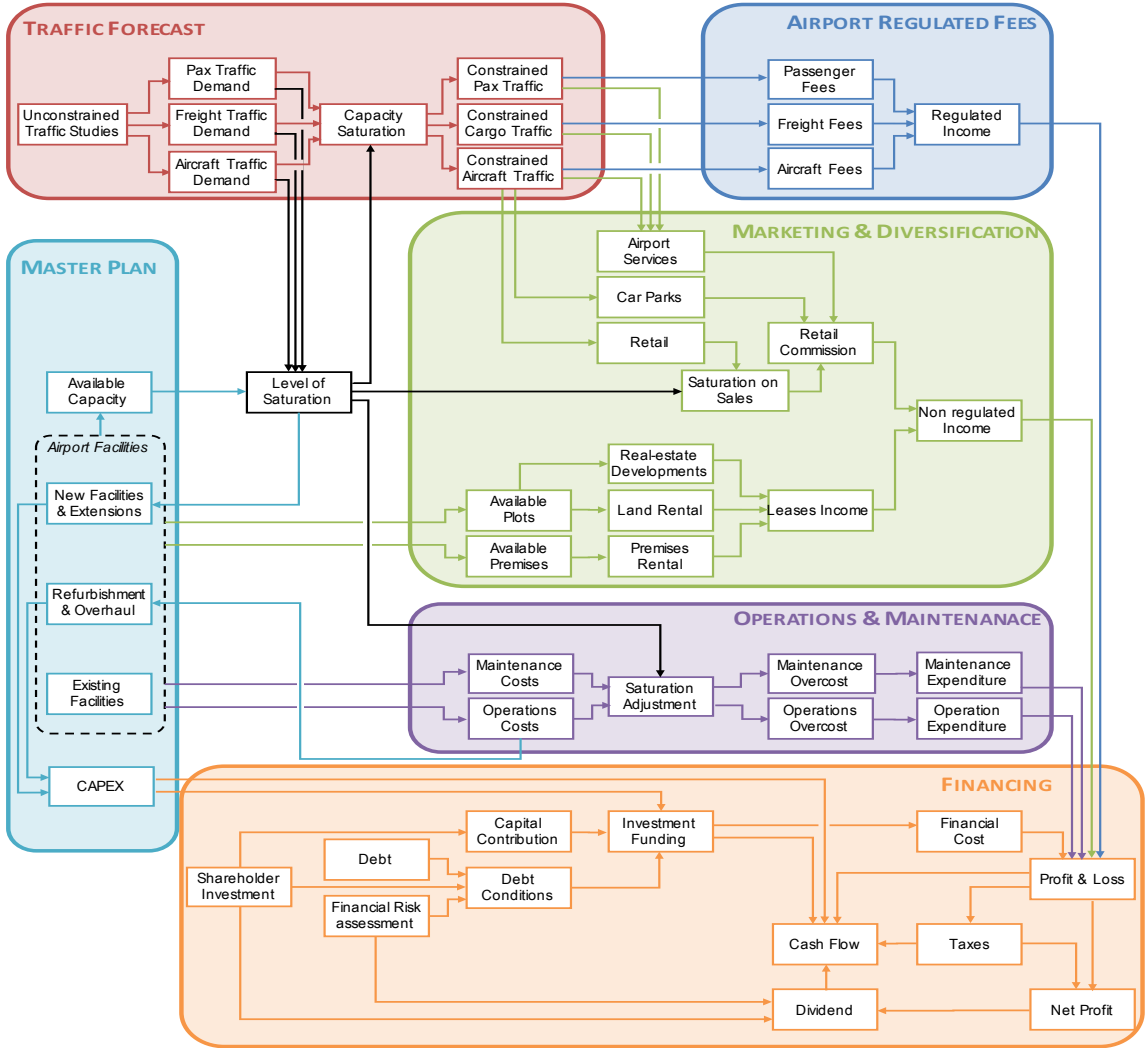 TRAFFIC FORECAST
Unconstrained
Traffic Studies
Pax Traffic
Demand
Freight Traffic
Demand
Aircraft Traffic
Demand
Capacity
Saturation
Constrained
Pax Traffic
Constrained
Cargo Traffic
Constrained
Aircraft Traffic
AIRPORT REGULATED FEES
Passenger
Fees
Freight Fees
Aircraft Fees
Regulated
Income
MARKETING & DIVERSIFICATION
Airport
Services
Car Parks
Retail
Retail
Commission
Saturation on
Sales
Non regulated
Income
Real-estate
Developments
Available
Plots
Land Rental
Leases Income
Available
Premises
Premises
Rental
MASTER PLAN
Available
Capacity
Level of
Saturation
Airport Facilities
New Facilities
& Extensions
Refurbishment
& Overhaul
Existing
Facilities
CAPEX
OPERATIONS & MAINTENANACE
Maintenance
Costs
Operations
Costs
Saturation
Adjustment
Maintenance
Overcost
Operations
Overcost
Maintenance
Expenditure
Operation
Expenditure
FINANCING
Capital
Contribution
Investment
Funding
Financial
Cost
Debt
Shareholder
Investment
Debt
Conditions
Financial Risk
assessment
Profit & Loss
Cash Flow
Taxes
Dividend
Net Profit